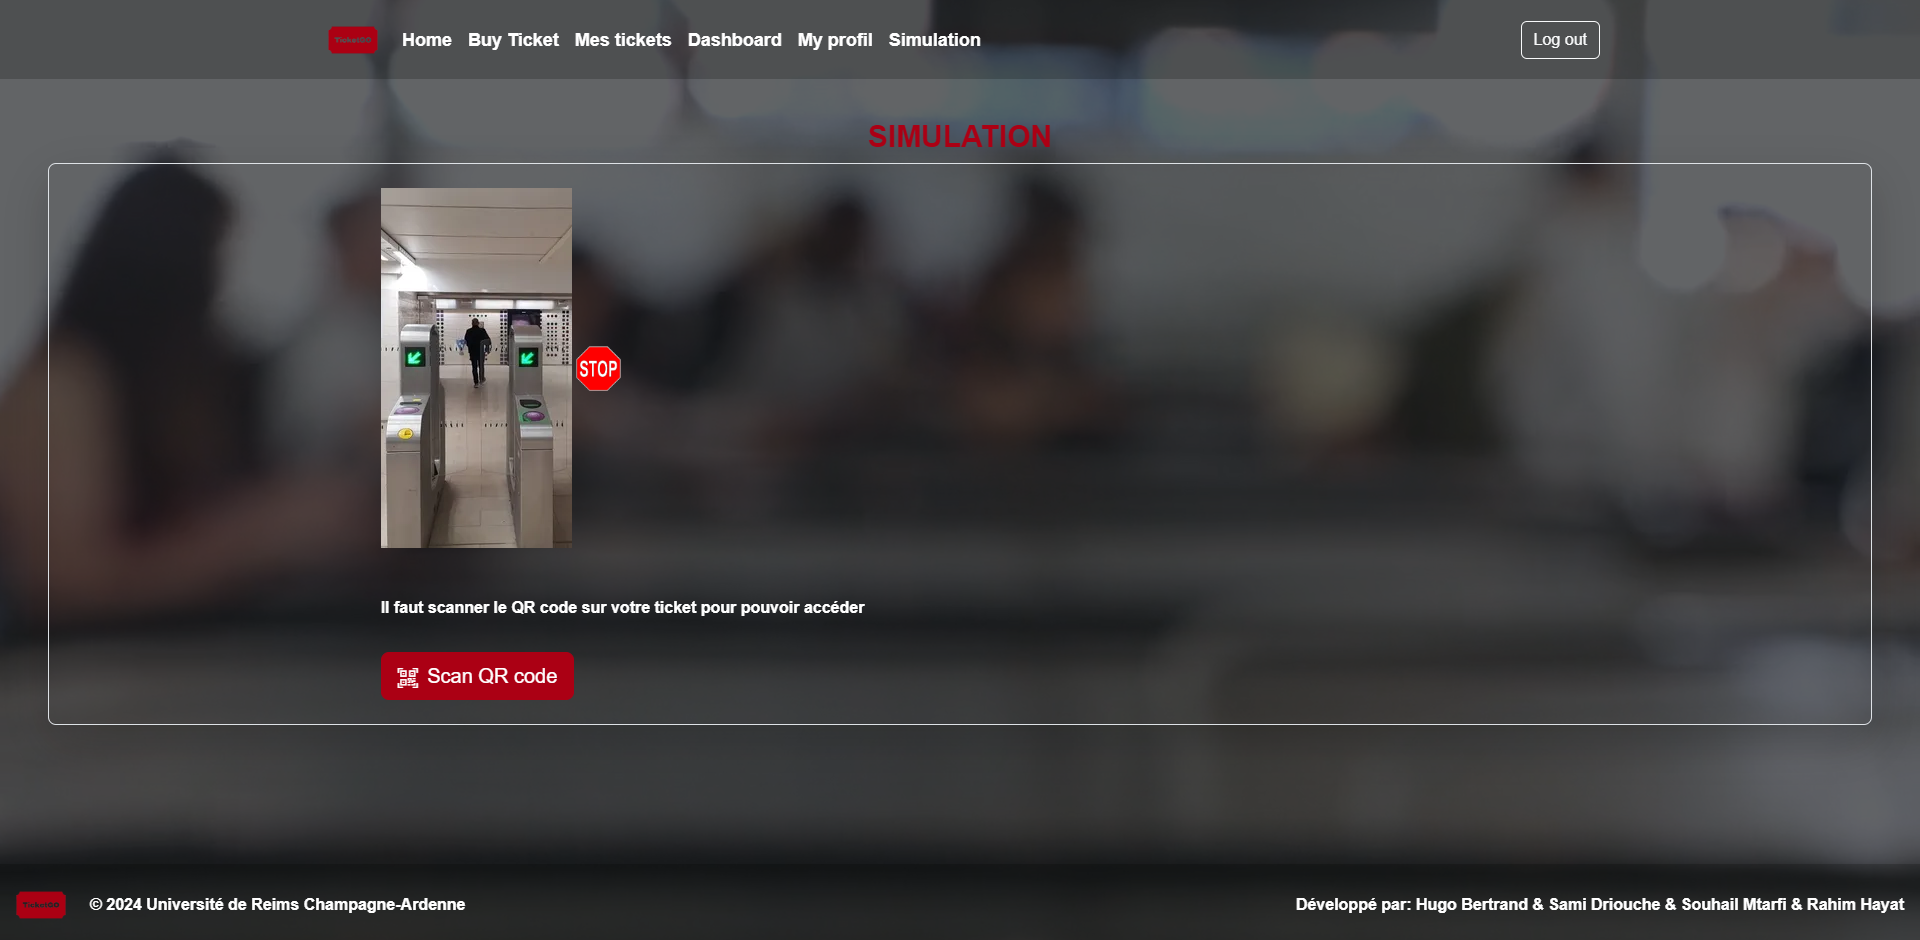 TicketGO Home Buy Ticket Mes tickets Dashboard My profil Simulation Log out
SIMULATION
STOP
Il faut scanner le QR code sur votre ticket pour pouvoir accéder
Scan QR code
TicketGO © 2024 Université de Reims Champagne-Ardenne Développé par: Hugo Bertrand & Sami Driouche & Souhail Mtarfi & Rahim Hayat